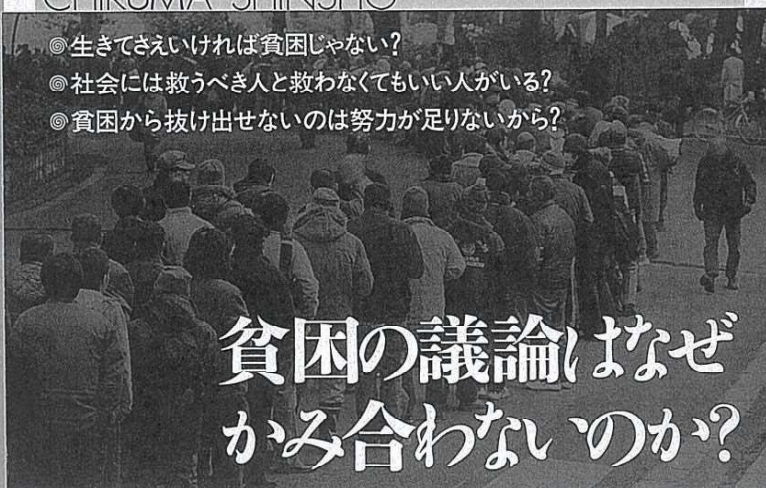 CHIKUMA SHINSHO
◎生きてさえいければ貧困じゃない?
◎社会には救うべき人と救わなくてもいい人がいる?
◎貧困から抜け出せないのは努力が足りないから?
貧困の議論はなぜ
かみ合わないのか?